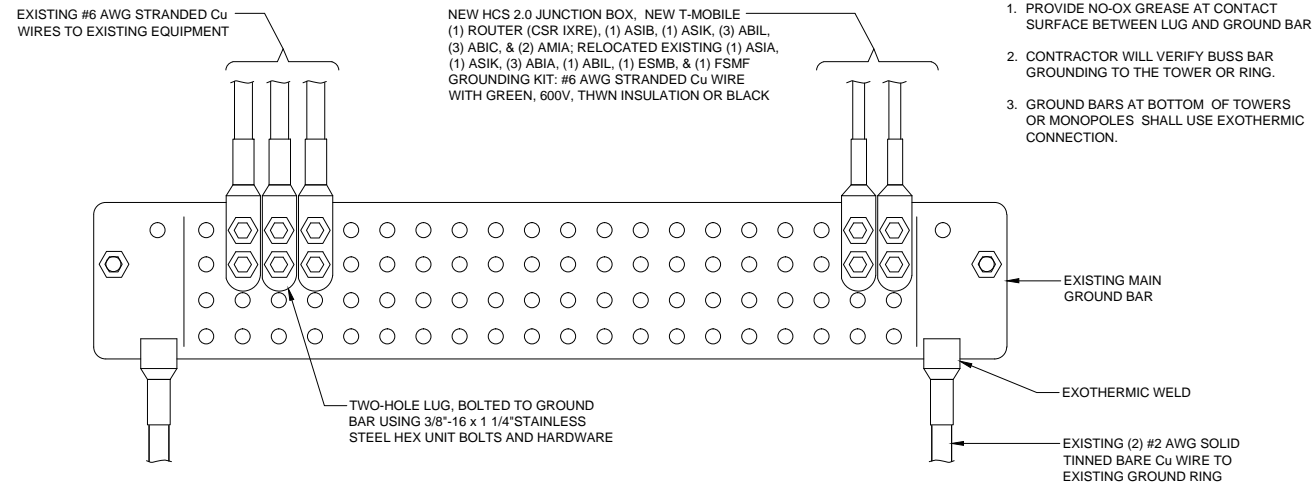 EXISTING #6 AWG STRANDED Cu
WIRES TO EXISTING EQUIPMENT
NEW HCS 2.0 JUNCTION BOX, NEW T-MOBILE
(1) ROUTER (CSR IXRE), (1) ASIB, (1) ASIK, (3) ABIL,
(3) ABIC, & (2) AMIA; RELOCATED EXISTING (1) ASIA,
(1) ASIK, (3) ABIA, (1) ABIL, (1) ESMB, & (1) FSMF
GROUNDING KIT: #6 AWG STRANDED Cu WIRE
WITH GREEN, 600V, THWN INSULATION OR BLACK
1. PROVIDE NO-OX GREASE AT CONTACT
SURFACE BETWEEN LUG AND GROUND BAR
2. CONTRACTOR WILL VERIFY BUSS BAR
GROUNDING TO THE TOWER OR RING.
3. GROUND BARS AT BOTTOM OF TOWERS
OR MONOPOLES SHALL USE EXOTHERMIC
CONNECTION.
EXISTING MAIN
GROUND BAR
EXOTHERMIC WELD
TWO-HOLE LUG, BOLTED TO GROUND
BAR USING 3/8"-16 x 1 1/4"STAINLESS
STEEL HEX UNIT BOLTS AND HARDWARE
EXISTING (2) #2 AWG SOLID
TINNED BARE Cu WIRE TO
EXISTING GROUND RING